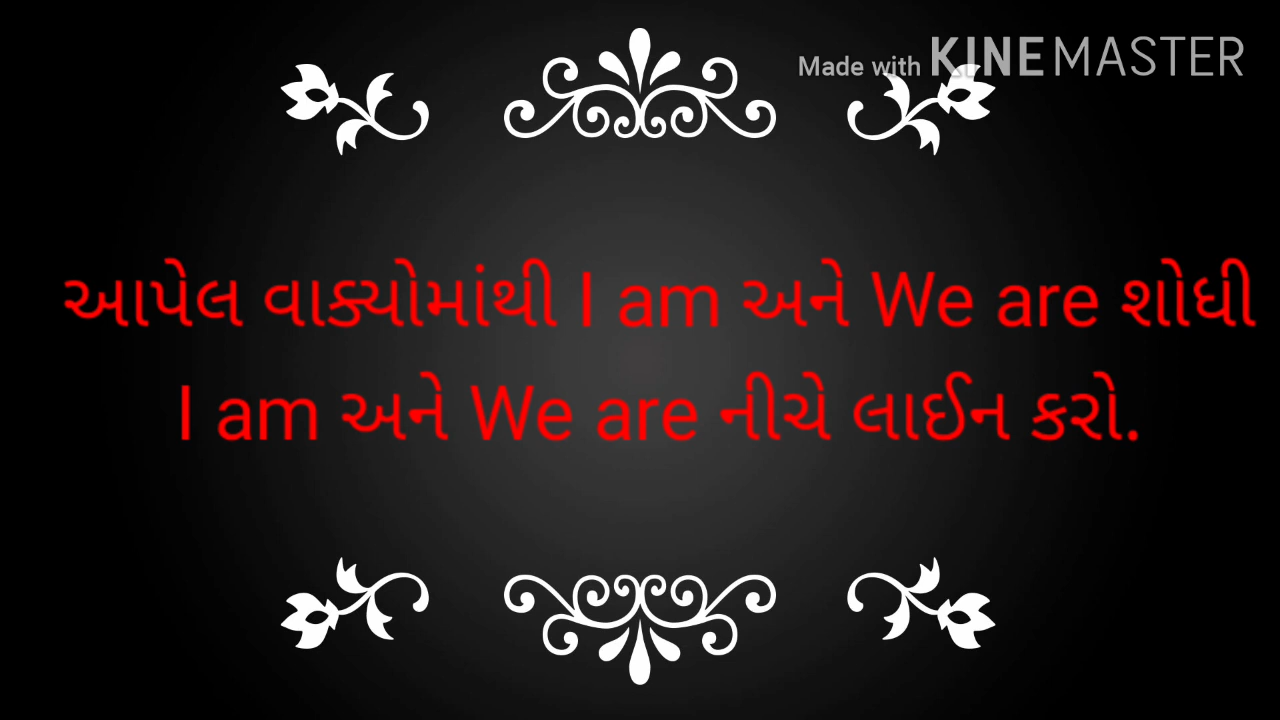 Made with KINEMASTER
આપેલ વાક્યોમાંથી I am અને We are શોધી
I am અને We are નીચે લાઈન કરો.